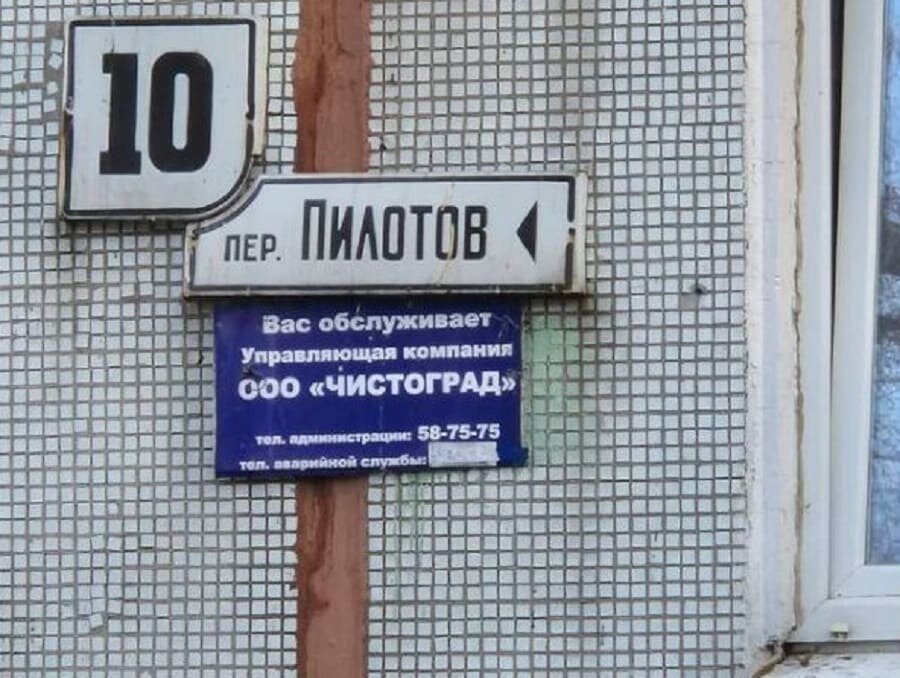 10
ПЕР. ПИЛОТОВ
Вас обслуживает
Управляющая компания
ООО «ЧИСТОГРАД»
тел. администрации: 58-75-75
тел. аварийной службы: